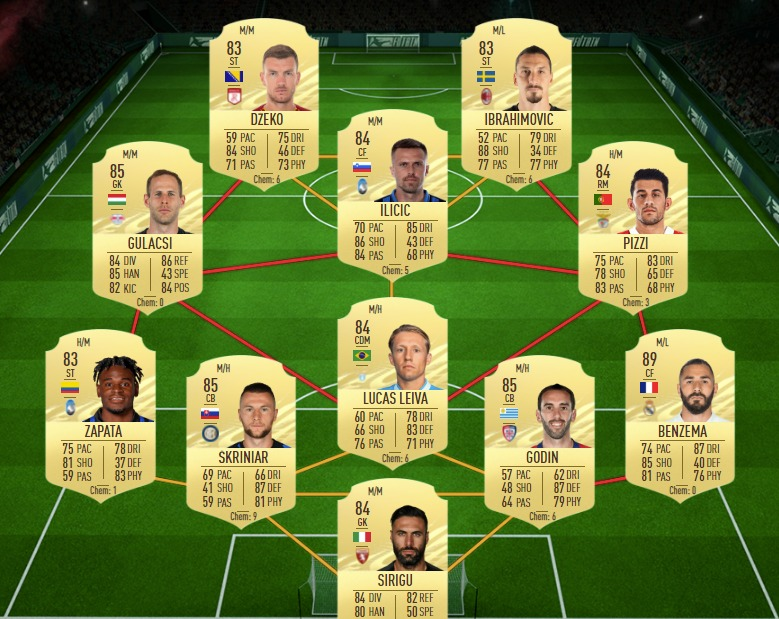 M/M
83
ST
DZEKO
59 PAC 75 DRI
84 SHO 46 DEF
71 PAS 73 PHY
Chem: 6
M/L
83
ST
IBRAHIMOVIC
52 PAC 79 DRI
88 SHO 34 DEF
77 PAS 77 PHY
Chem: 6
M/M
84
CF
ILICIC
70 PAC 85 DRI
86 SHO 43 DEF
84 PAS 68 PHY
Chem: 5
M/M
85
GK
GULACSI
84 DIV 86 REF
85 HAN 43 SPE
82 KIC 84 POS
Chem: 0
H/M
84
RM
PIZZI
75 PAC 83 DRI
78 SHO 65 DEF
83 PAS 68 PHY
Chem: 3
M/H
84
CDM
LUCAS LEIVA
60 PAC 78 DRI
66 SHO 83 DEF
76 PAS 71 PHY
Chem: 6
H/M
83
ST
ZAPATA
75 PAC 78 DRI
81 SHO 37 DEF
59 PAS 83 PHY
Chem: 1
M/H
85
CB
SKRINIAR
69 PAC 66 DRI
41 SHO 87 DEF
59 PAS 81 PHY
Chem: 9
M/H
85
CB
GODIN
57 PAC 62 DRI
48 SHO 87 DEF
64 PAS 79 PHY
Chem: 6
M/L
89
CF
BENZEMA
74 PAC 87 DRI
85 SHO 40 DEF
81 PAS 76 PHY
Chem: 0
M/M
84
GK
SIRIGU
84 DIV 82 REF
80 HAN 50 SPE